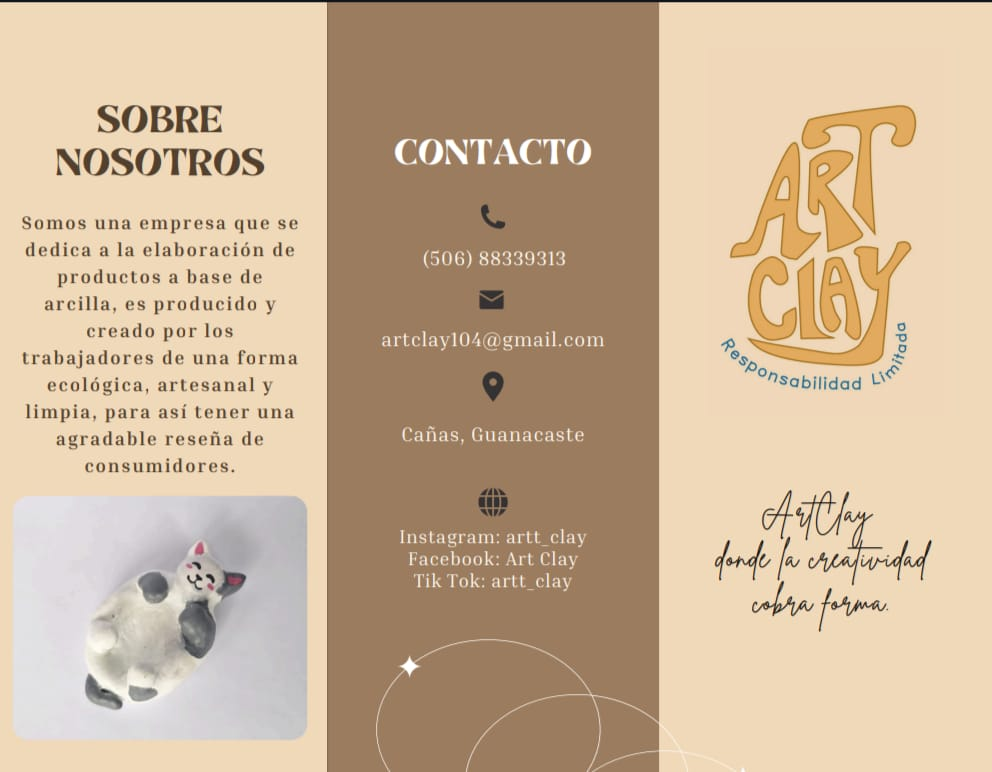 SOBRE
NOSOTROS
Somos una empresa que se
dedica a la elaboración de
productos a base de
arcilla, es producido y
creado por los
trabajadores de una forma
ecológica, artesanal y
limpia, para así tener una
agradable reseña de
consumidores.
CONTACTO
(506) 88339313
artclay104@gmail.com
Cañas, Guanacaste
Instagram: artt_clay
Facebook: Art Clay
Tik Tok: artt_clay
ART
CLAY
Responsabilidad Limitada
ArtClay
donde la creatividad
cobra forma.